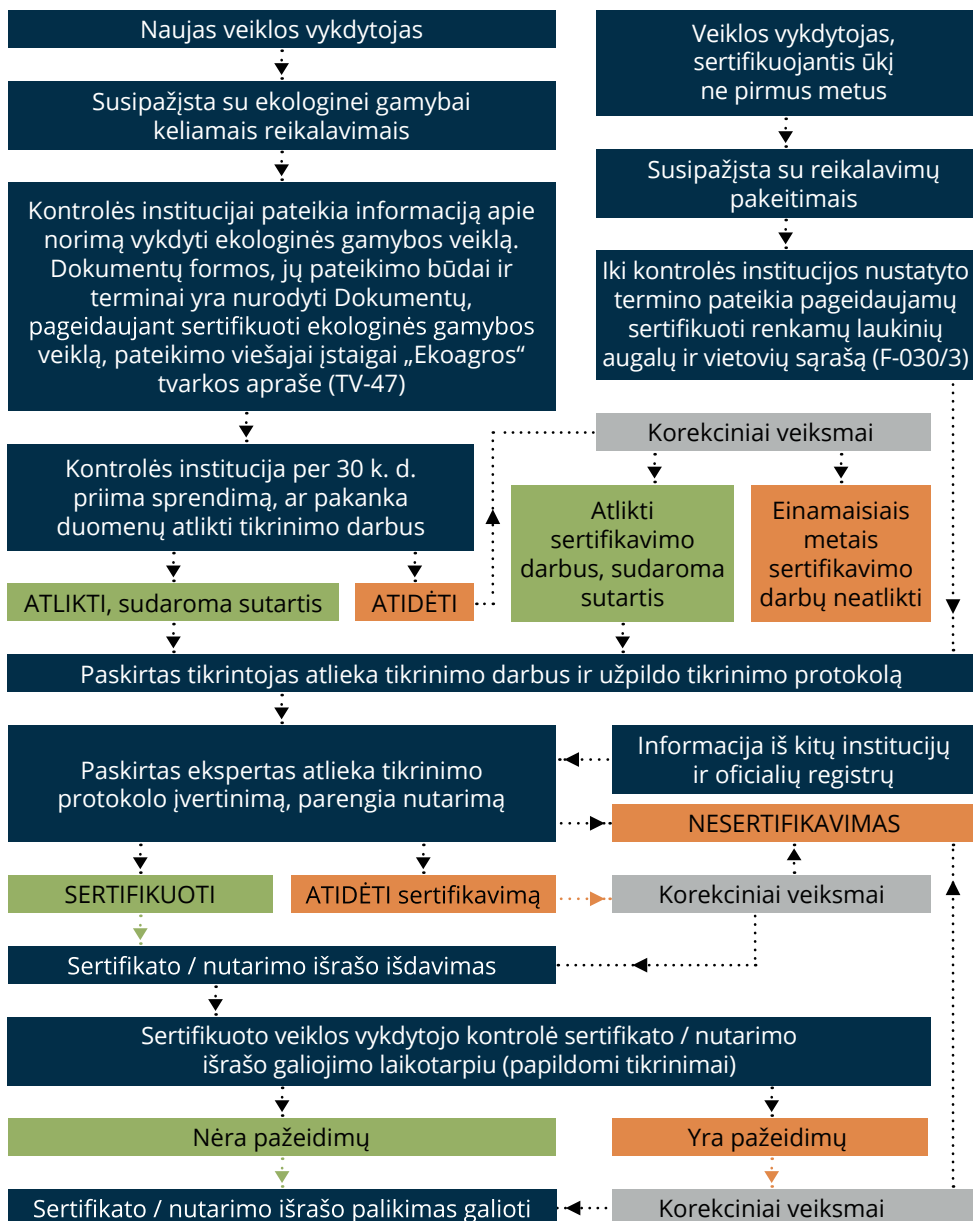 Naujas veiklos vykdytojas
Susipažįsta su ekologinei gamybai
keliamais reikalavimais
Kontrolės institucijai pateikia informaciją apie
norimą vykdyti ekologinės gamybos veiklą.
Dokumentų formos, jų pateikimo būdai ir
terminai yra nurodyti Dokumentų,
pageidaujant sertifikuoti ekologinės gamybos
veiklą, pateikimo viešajai įstaigai „Ekoagros“
tvarkos apraše (TV-47)
Kontrolės institucija per 30 k. d.
priima sprendimą, ar pakanka
duomenų atlikti tikrinimo darbus
ATLIKTI, sudaroma sutartis
ATIDĖTI
Veiklos vykdytojas,
sertifikuojantis ūkį
ne pirmus metus
Susipažįsta su reikalavimų
pakeitimais
Iki kontrolės institucijos nustatyto
termino pateikia pageidaujamų
sertifikuoti renkamų laukinių
augalų ir vietovių sąrašą (F-030/3)
Korekciniai veiksmai
Atlikti
sertifikavimo
darbus, sudaroma
sutartis
Einamaisiais
metais
sertifikavimo
darbų neatlikti
Paskirtas tikrintojas atlieka tikrinimo darbus ir užpildo tikrinimo protokolą
Paskirtas ekspertas atlieka tikrinimo
protokolo įvertinimą, parengia nutarimą
Informacija iš kitų institucijų
ir oficialių registrų
NESERTIFIKAVIMAS
SERTIFIKUOTI
ATIDĖTI sertifikavimą
Korekciniai veiksmai
Sertifikato / nutarimo išrašo išdavimas
Sertifikuoto veiklos vykdytojo kontrolė sertifikato / nutarimo
išrašo galiojimo laikotarpiu (papildomi tikrinimai)
Nėra pažeidimų
Yra pažeidimų
Sertifikato / nutarimo išrašo palikimas galioti
Korekciniai veiksmai